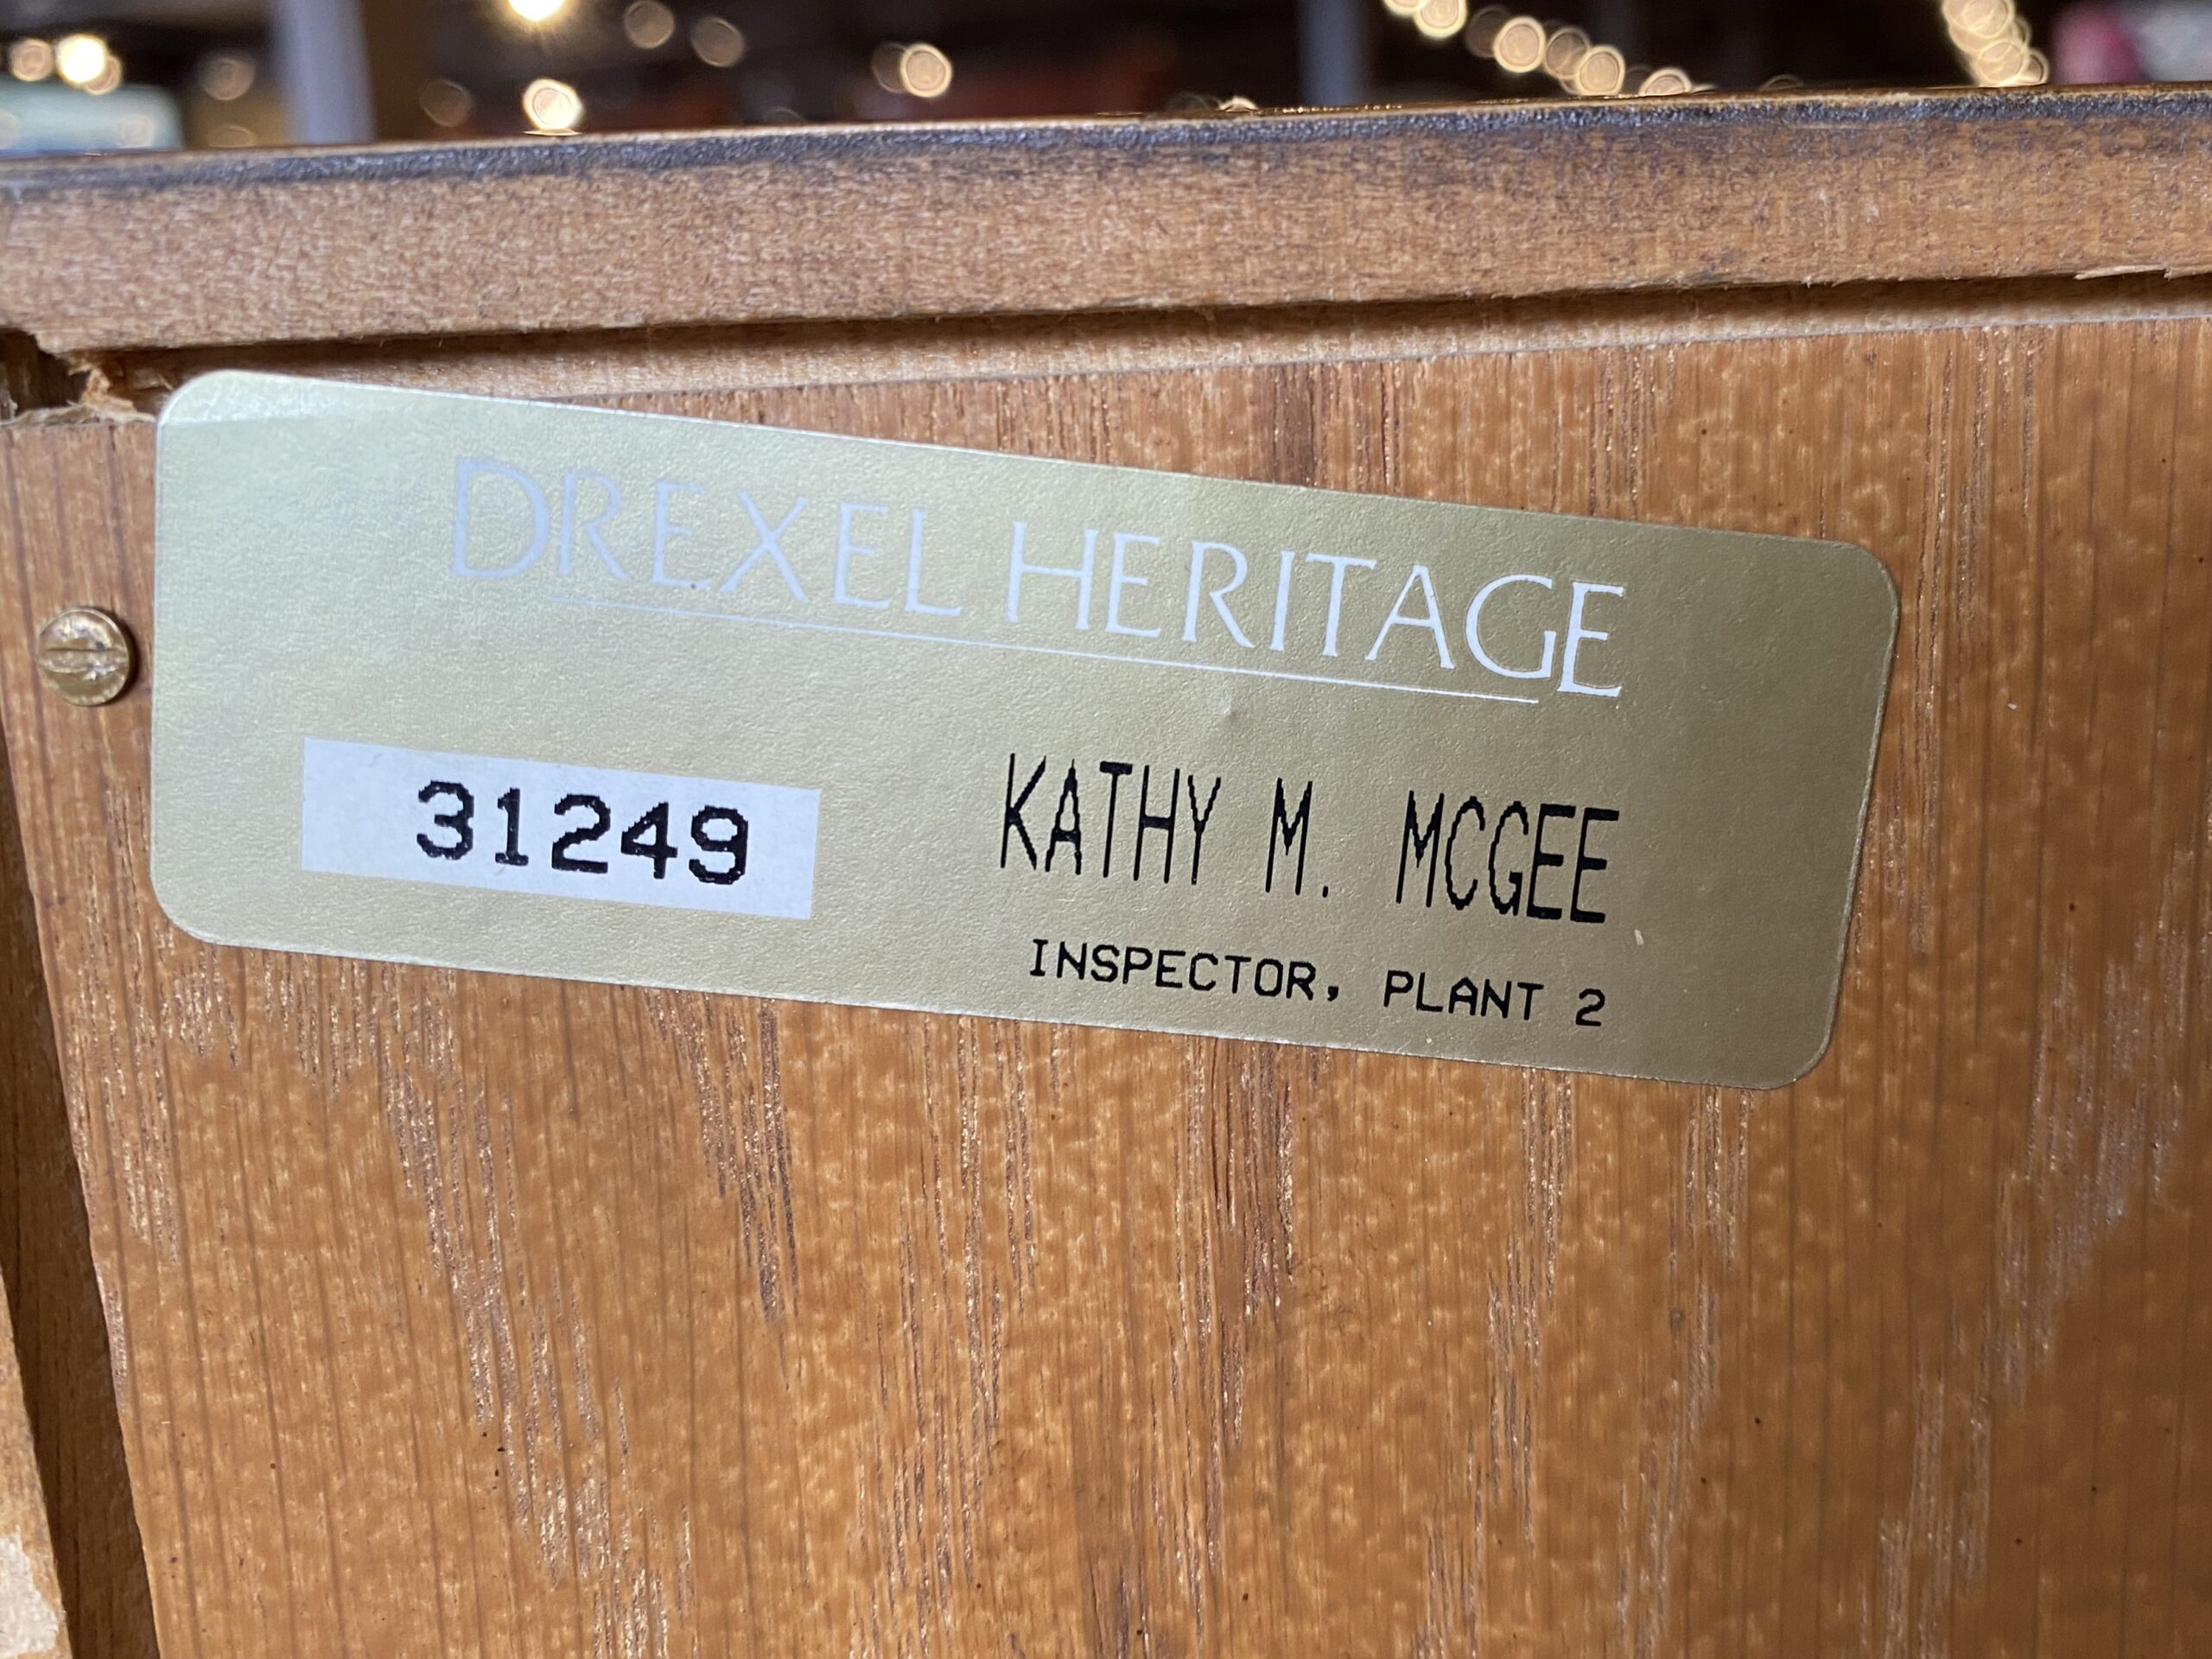 DREXEL HERITAGE
31249
KATHY M. MCGEE
INSPECTOR, PLANT 2